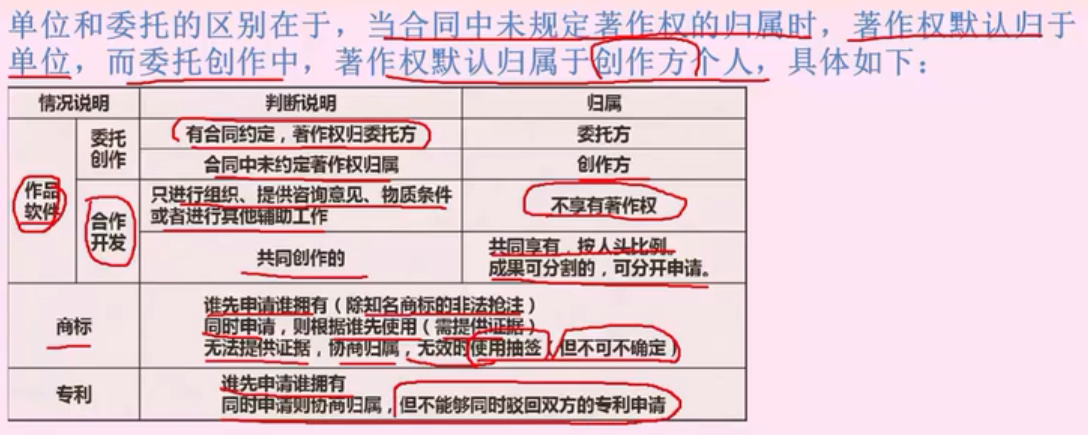 单位和委托的区别在于，当合同中未规定著作权的归属时，著作权默认归于
单位，而委托创作中，著作权默认归属于创作方个人，具体如下：
情况说明 判断说明 归属
作品
软件
委托
创作
有合同约定，著作权归委托方 委托方
合同中未约定著作权归属 创作方
合作
开发
只进行组织、提供咨询意见、物质条件
或者进行其他辅助工作
不享有著作权
共同创作的
共同享有，按人头比例。
成果可分割的，可分开申请。
商标
谁先申请谁拥有（除知名商标的非法抢注）
同时申请，则根据谁先使用（需提供证据）
无法提供证据，协商归属，无效时使用抽签（但不可不确定）
专利
谁先申请谁拥有
同时申请则协商归属，但不能够同时驳回双方的专利申请